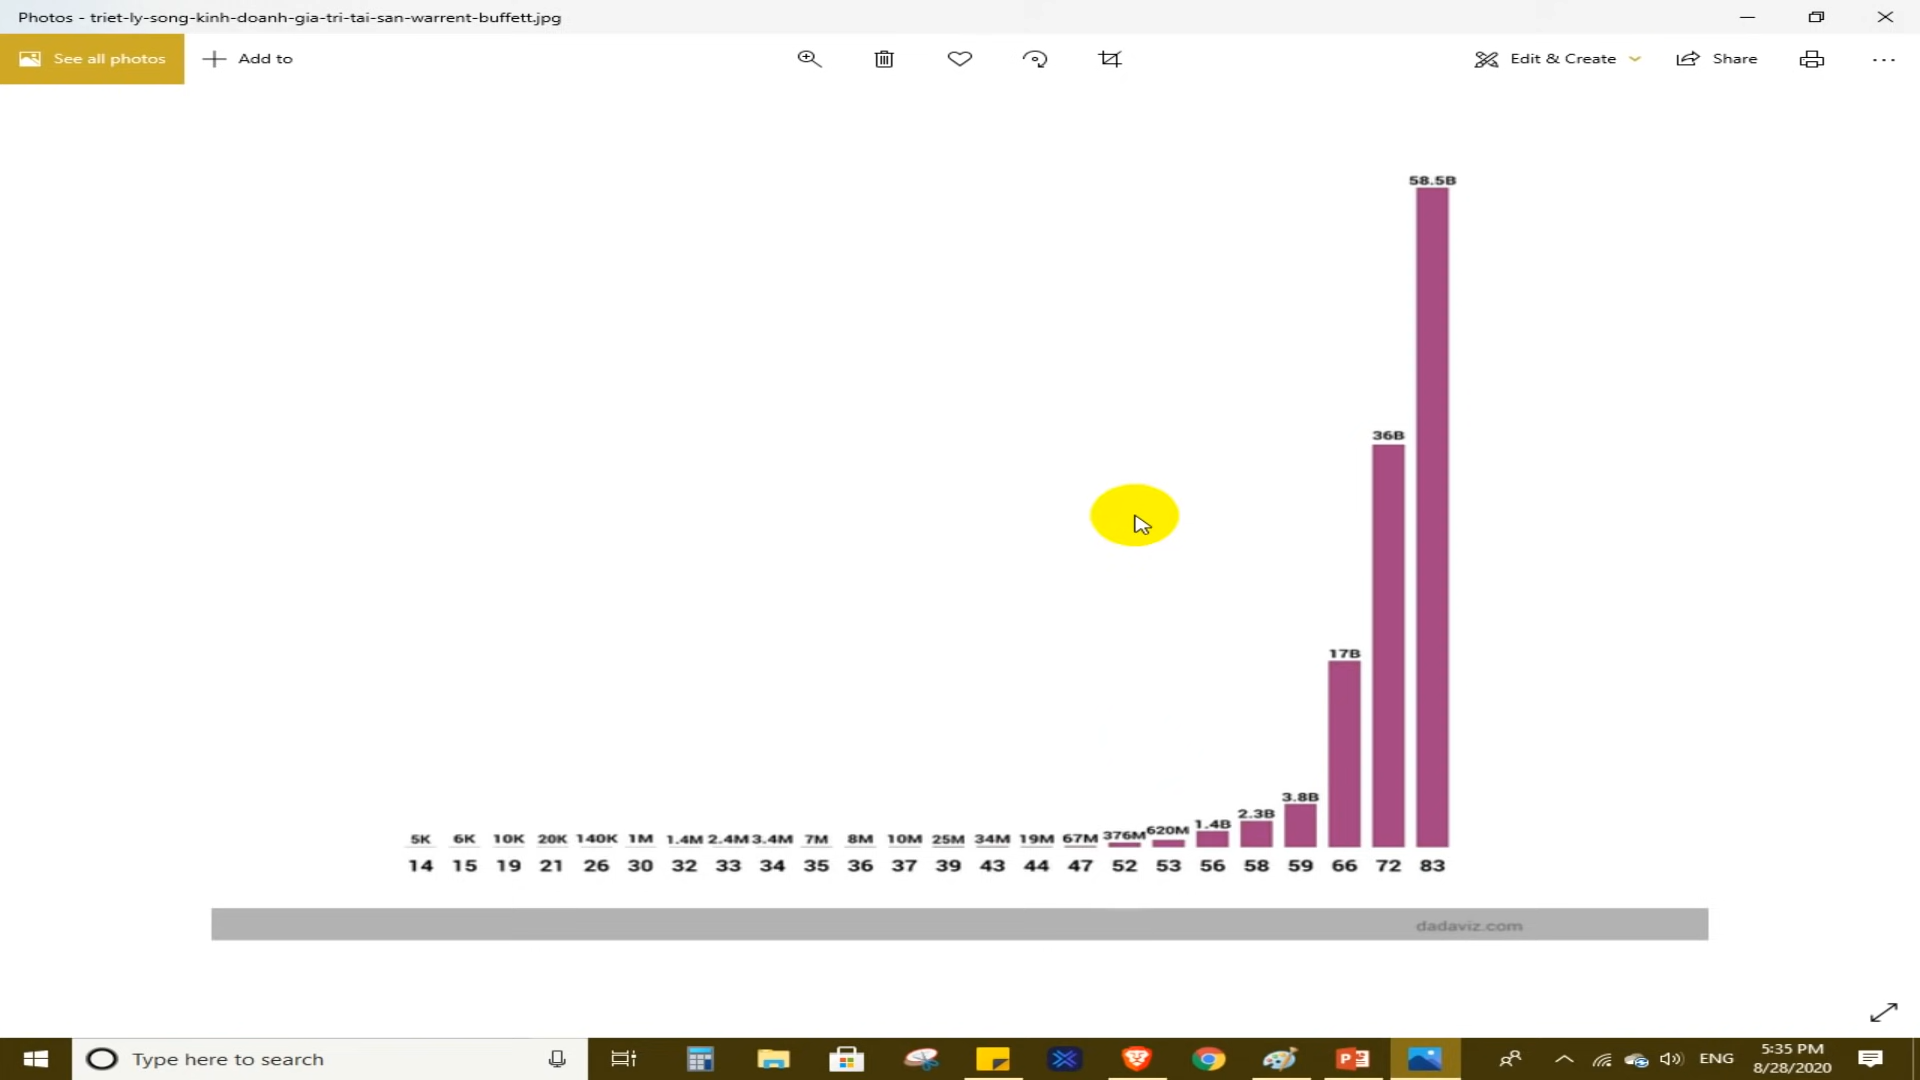 Photos - triet-ly-song-kinh-doanh-gia-tri-tai-san-warrent-buffett.jpg
See all photos
Add to
Edit & Create
Share
58.5B
36B
17B
5K 6K 10K 20K 140K 1M 1.4M 2.4M 3.4M 7M 8M 10M 25M 34M 19M 67M 376M 620M 1.4B 2.3B 3.8B
14 15 19 21 26 30 32 33 34 35 36 37 39 43 44 47 52 53 56 58 59 66 72 83
dadaviz.com
Type here to search
ENG
5:35 PM
8/28/2020